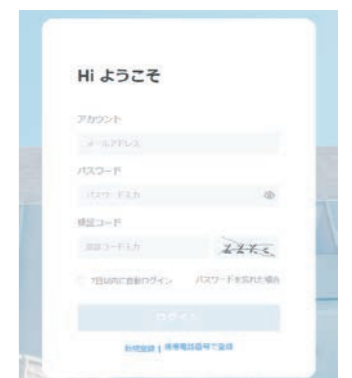 Hi ようこそ
アカウント
メールアドレス
パスワード
パスワード入力
検証コード
認証コード入力
7日以内に自動ログイン パスワードを忘れた場合
ログイン
新規登録 | 携帯電話番号で登録